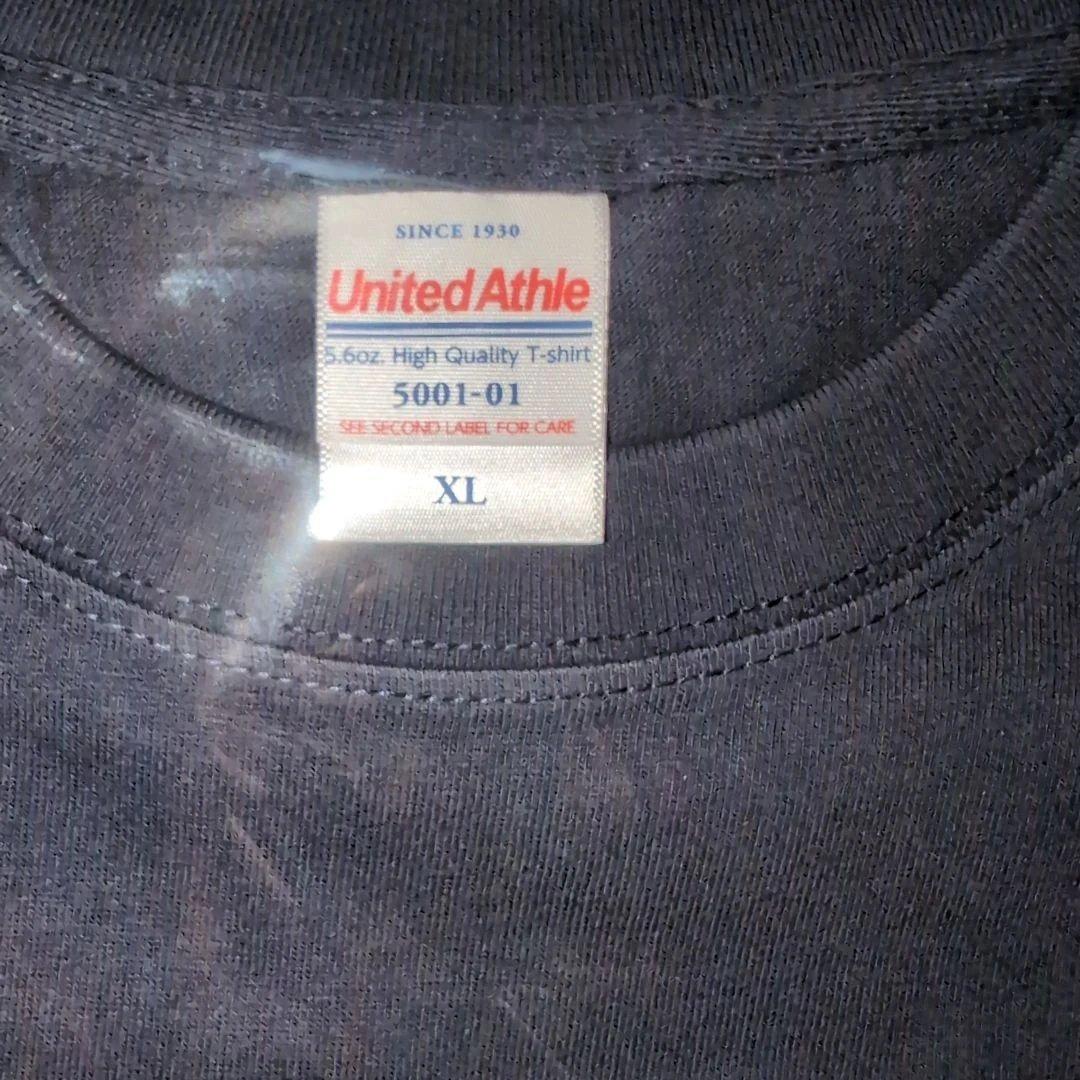 SINCE 1930
United Athle
5.6oz. High Quality T-shirt
5001-01
SEE SECOND LABEL FOR CARE
XL